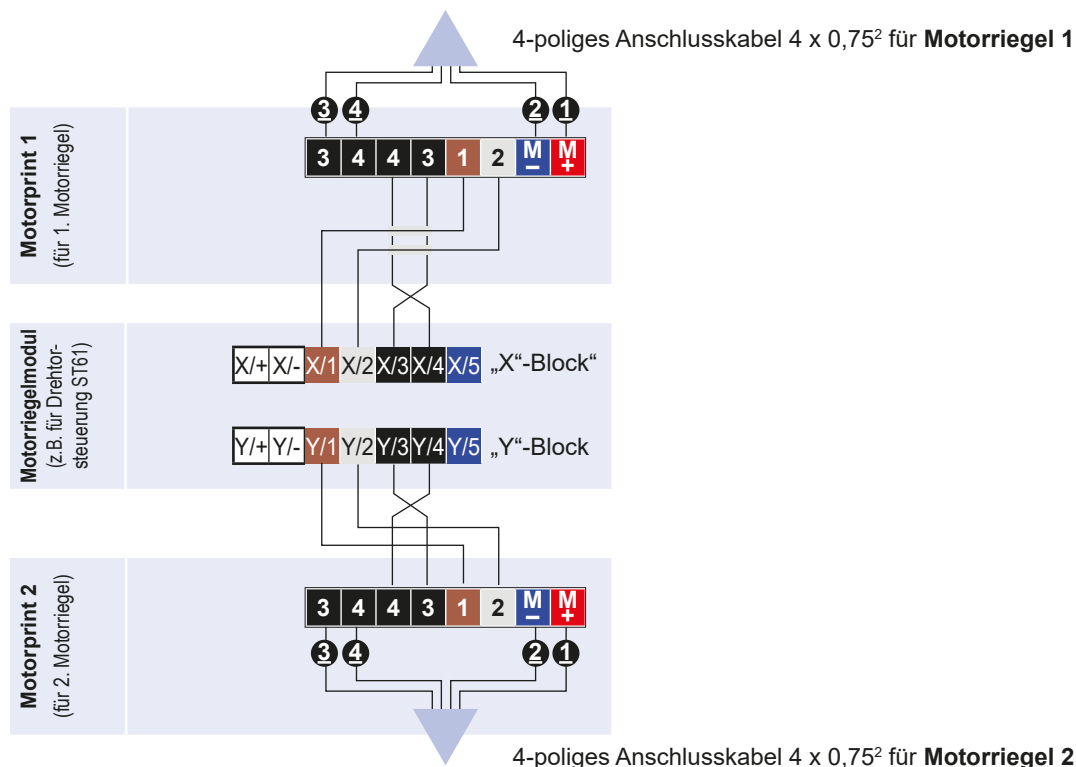 4-poliges Anschlusskabel 4 x 0,75² für Motorriegel 1
3 4 2 1
Motorprint 1
(für 1. Motorriegel)
3 4 4 3 1 2 M- M+
Motorriegelmodul
(z.B. für Drehtor-
steuerung ST61)
X/+ X/- X/1 X/2 X/3 X/4 X/5 „X“-Block“
Y/+ Y/- Y/1 Y/2 Y/3 Y/4 Y/5 „Y“-Block
Motorprint 2
(für 2. Motorriegel)
3 4 4 3 1 2 M- M+
3 4 2 1
4-poliges Anschlusskabel 4 x 0,75² für Motorriegel 2